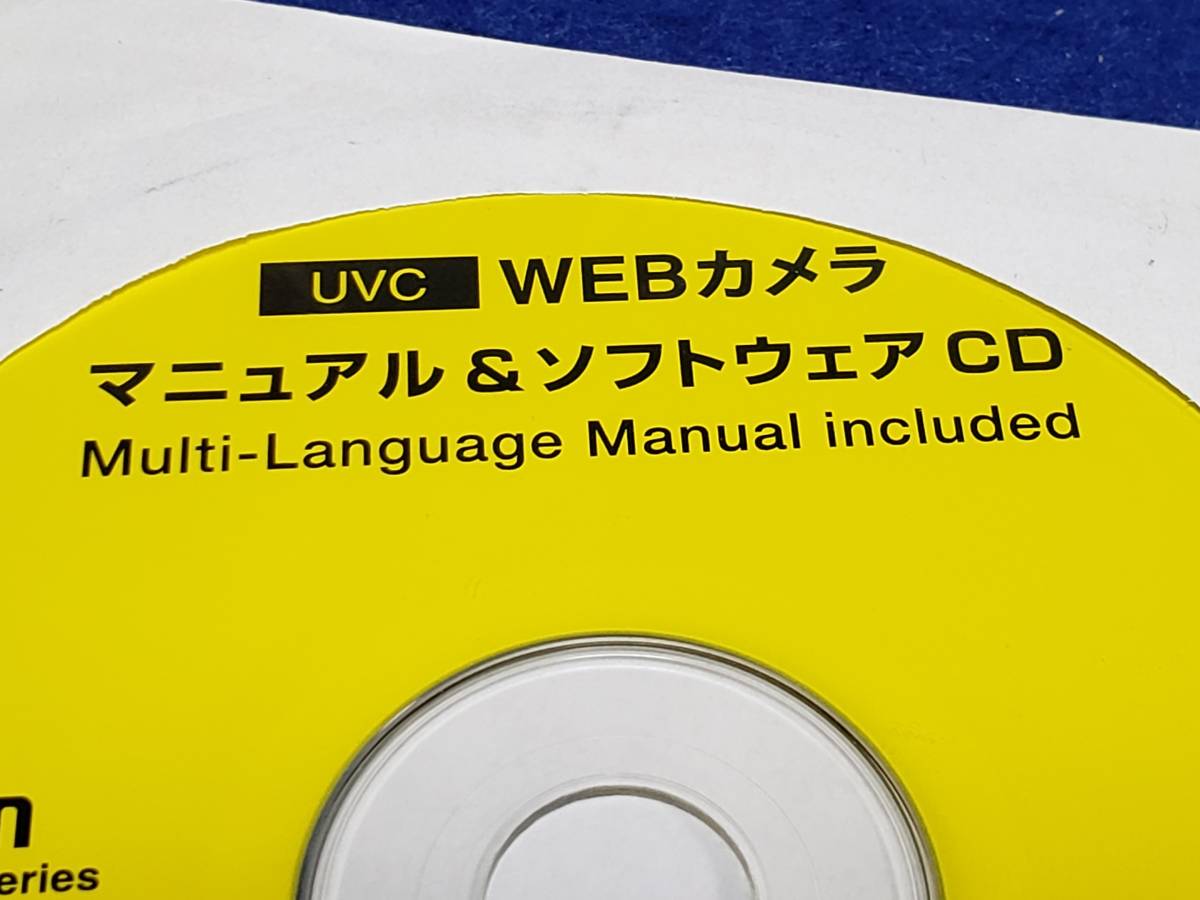 UVC WEBカメラ
マニュアル & ソフトウェア CD
Multi-Language Manual included